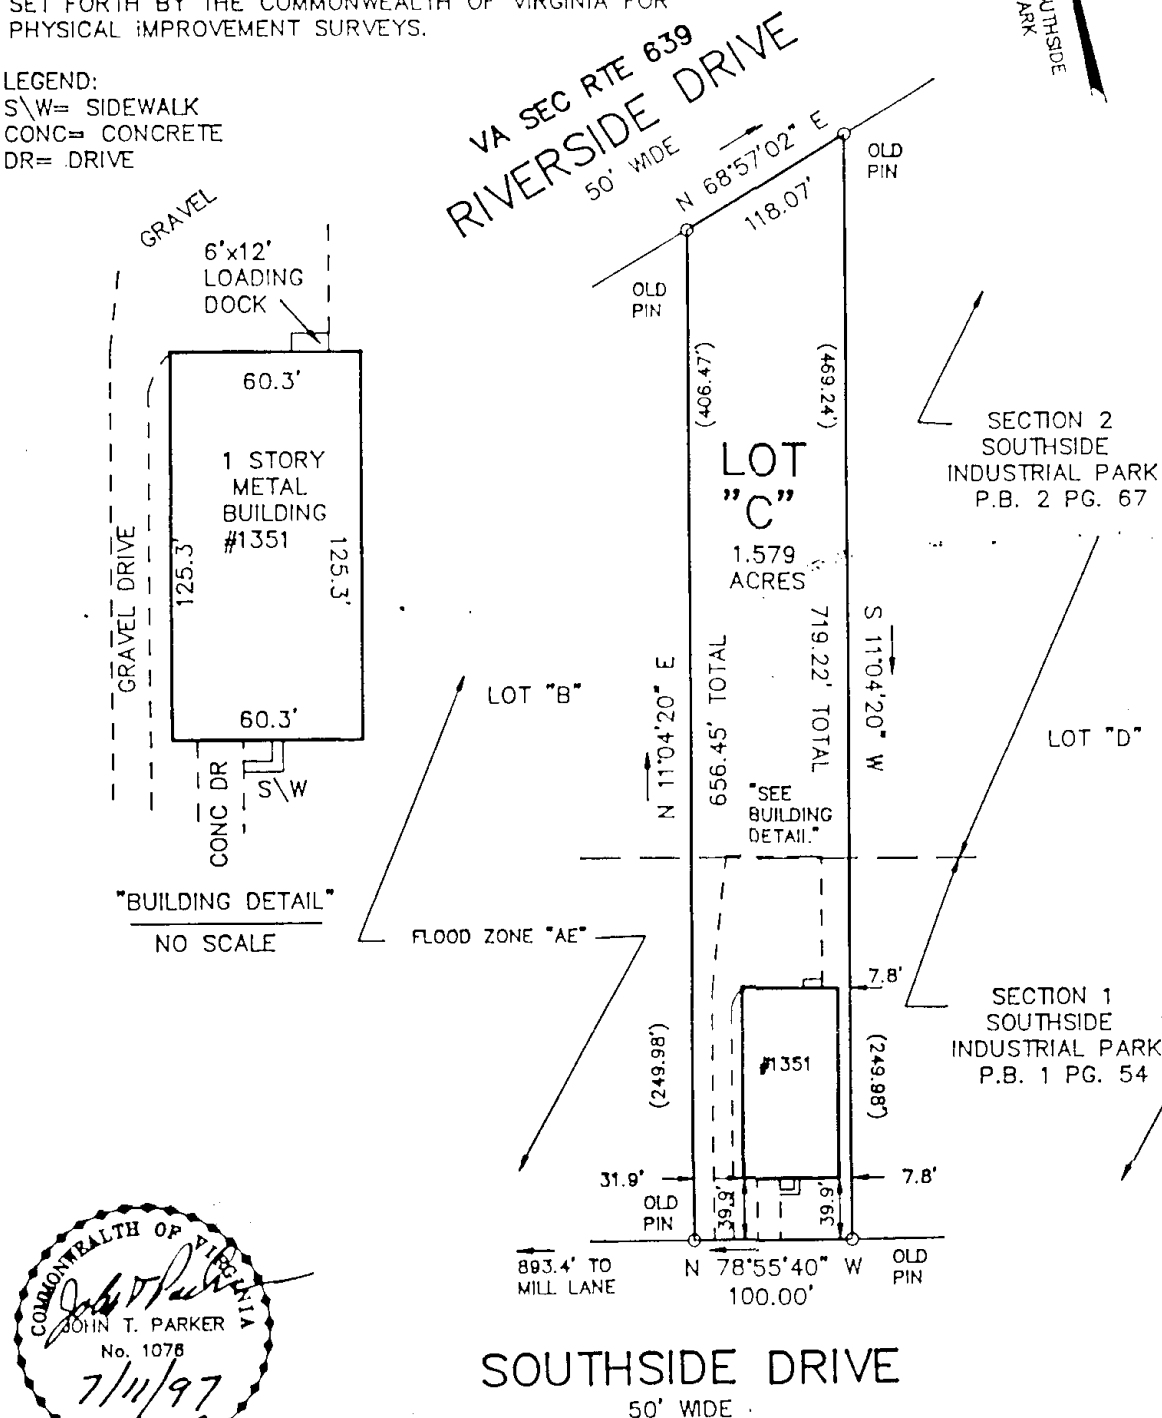 SET FORTH BY THE COMMONWEALTH OF VIRGINIA FOR
PHYSICAL IMPROVEMENT SURVEYS.
LEGEND:
S\W= SIDEWALK
CONC= CONCRETE
DR= DRIVE
SOUTHSIDE
PARK
VA SEC RTE 639
RIVERSIDE DRIVE
50' WIDE
N 68°57'02" E
118.07'
OLD
PIN
OLD
PIN
GRAVEL
6'x12'
LOADING
DOCK
60.3'
1 STORY
METAL
BUILDING
#1351
125.3'
125.3'
GRAVEL DRIVE
60.3'
CONC DR
S\W
"BUILDING DETAIL"
NO SCALE
(406.47')
(469.24')
LOT
"C"
1.579
ACRES
SECTION 2
SOUTHSIDE
INDUSTRIAL PARK
P.B. 2 PG. 67
N 11°04'20" E
656.45' TOTAL
719.22' TOTAL
S 11°04'20" W
LOT "B"
LOT "D"
"SEE
BUILDING
DETAIL."
FLOOD ZONE "AE"
7.8'
SECTION 1
SOUTHSIDE
INDUSTRIAL PARK
P.B. 1 PG. 54
(249.98')
#1351
(249.98')
31.9'
7.8'
39.9'
39.9'
OLD
PIN
OLD
PIN
893.4' TO
MILL LANE
N 78°55'40" W
100.00'
SOUTHSIDE DRIVE
50' WIDE
COMMONWEALTH OF VIRGINIA
John T. Parker
JOHN T. PARKER
No. 1078
7/11/97